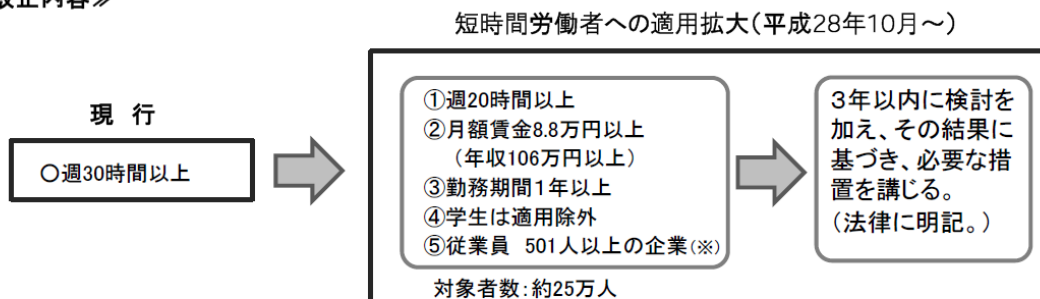 改正内容≫
短時間労働者への適用拡大(平成28年10月～)
現 行
○週30時間以上
①週20時間以上
②月額賃金8.8万円以上
（年収106万円以上）
③勤務期間1年以上
④学生は適用除外
⑤従業員 501人以上の企業(※)
対象者数:約25万人
３年以内に検討を
加え、その結果に
基づき、必要な措
置を講じる。
（法律に明記。）